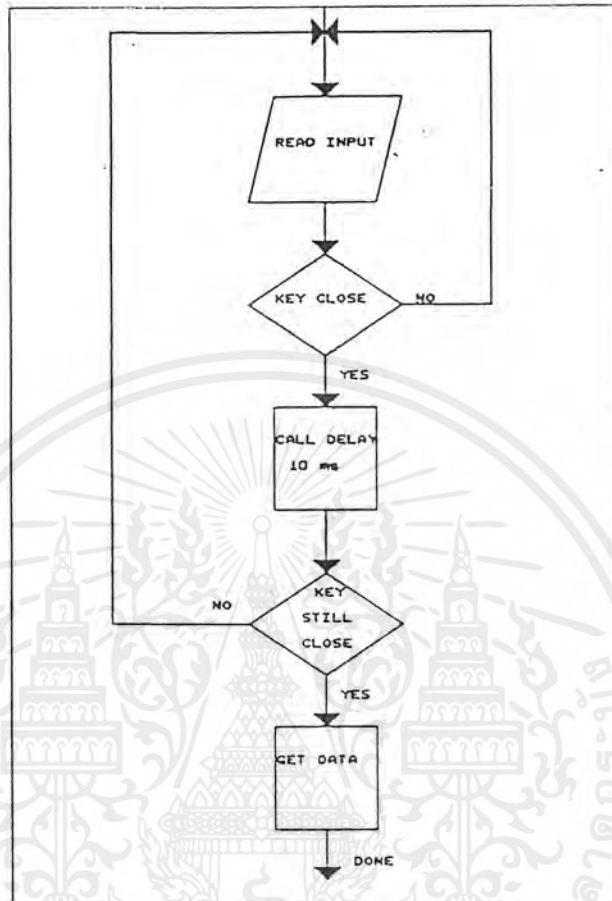 READ INPUT
KEY CLOSE
NO
YES
CALL DELAY
10 ms
KEY
STILL
CLOSE
NO
YES
GET DATA
DONE